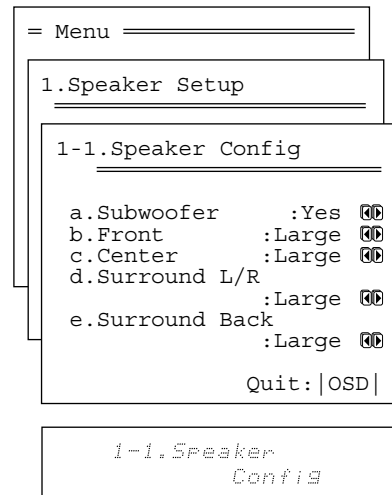 = Menu
1.Speaker Setup
1-1.Speaker Config
a.Subwoofer :Yes
b.Front :Large
c.Center :Large
d.Surround L/R
:Large
e.Surround Back
:Large
Quit:|OSD|
1-1.Speaker
Config